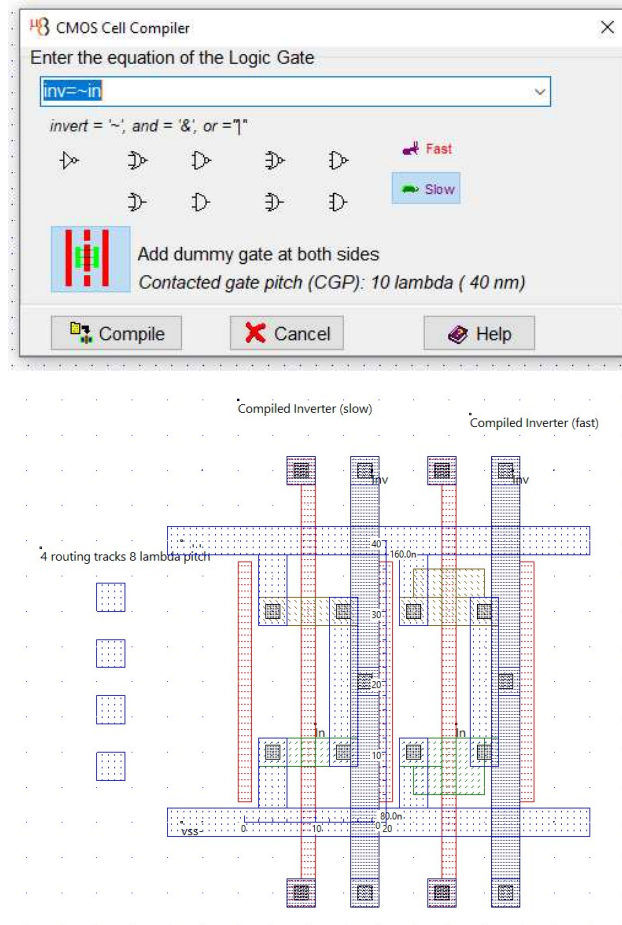 CMOS Cell Compiler
Enter the equation of the Logic Gate
inv=~in
invert = '~', and = '&', or ="|"
Fast
Slow
Add dummy gate at both sides
Contacted gate pitch (CGP): 10 lambda ( 40 nm)
Compile
Cancel
Help
Compiled Inverter (slow)
Compiled Inverter (fast)
inv
inv
4 routing tracks 8 lambda pitch
40
160.0n
30
20
In
In
10
80.0n
vss-
0
10
0
20